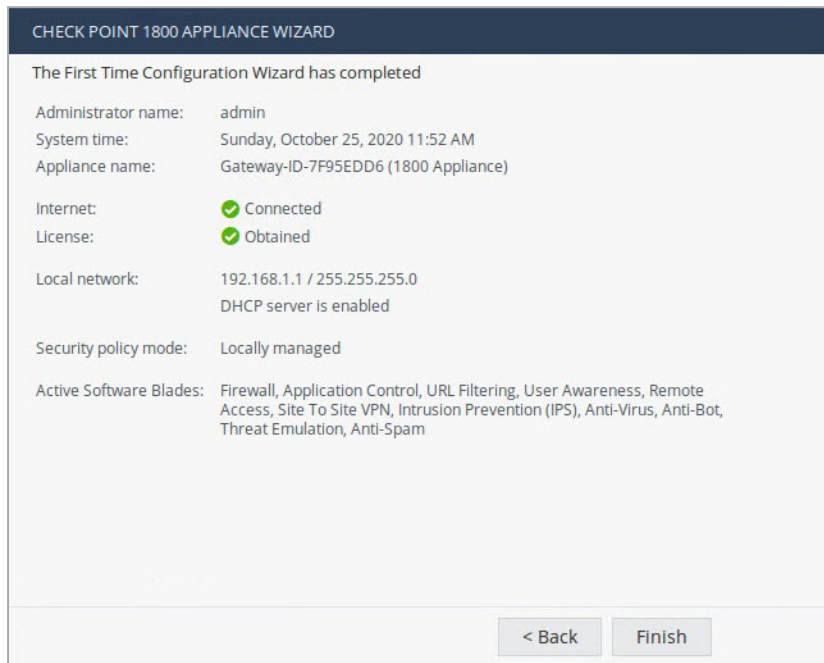 CHECK POINT 1800 APPLIANCE WIZARD
The First Time Configuration Wizard has completed
Administrator name: admin
System time: Sunday, October 25, 2020 11:52 AM
Appliance name: Gateway-ID-7F95EDD6 (1800 Appliance)
Internet: Connected
License: Obtained
Local network: 192.168.1.1 / 255.255.255.0
DHCP server is enabled
Security policy mode: Locally managed
Active Software Blades: Firewall, Application Control, URL Filtering, User Awareness, Remote
Access, Site To Site VPN, Intrusion Prevention (IPS), Anti-Virus, Anti-Bot,
Threat Emulation, Anti-Spam
< Back Finish